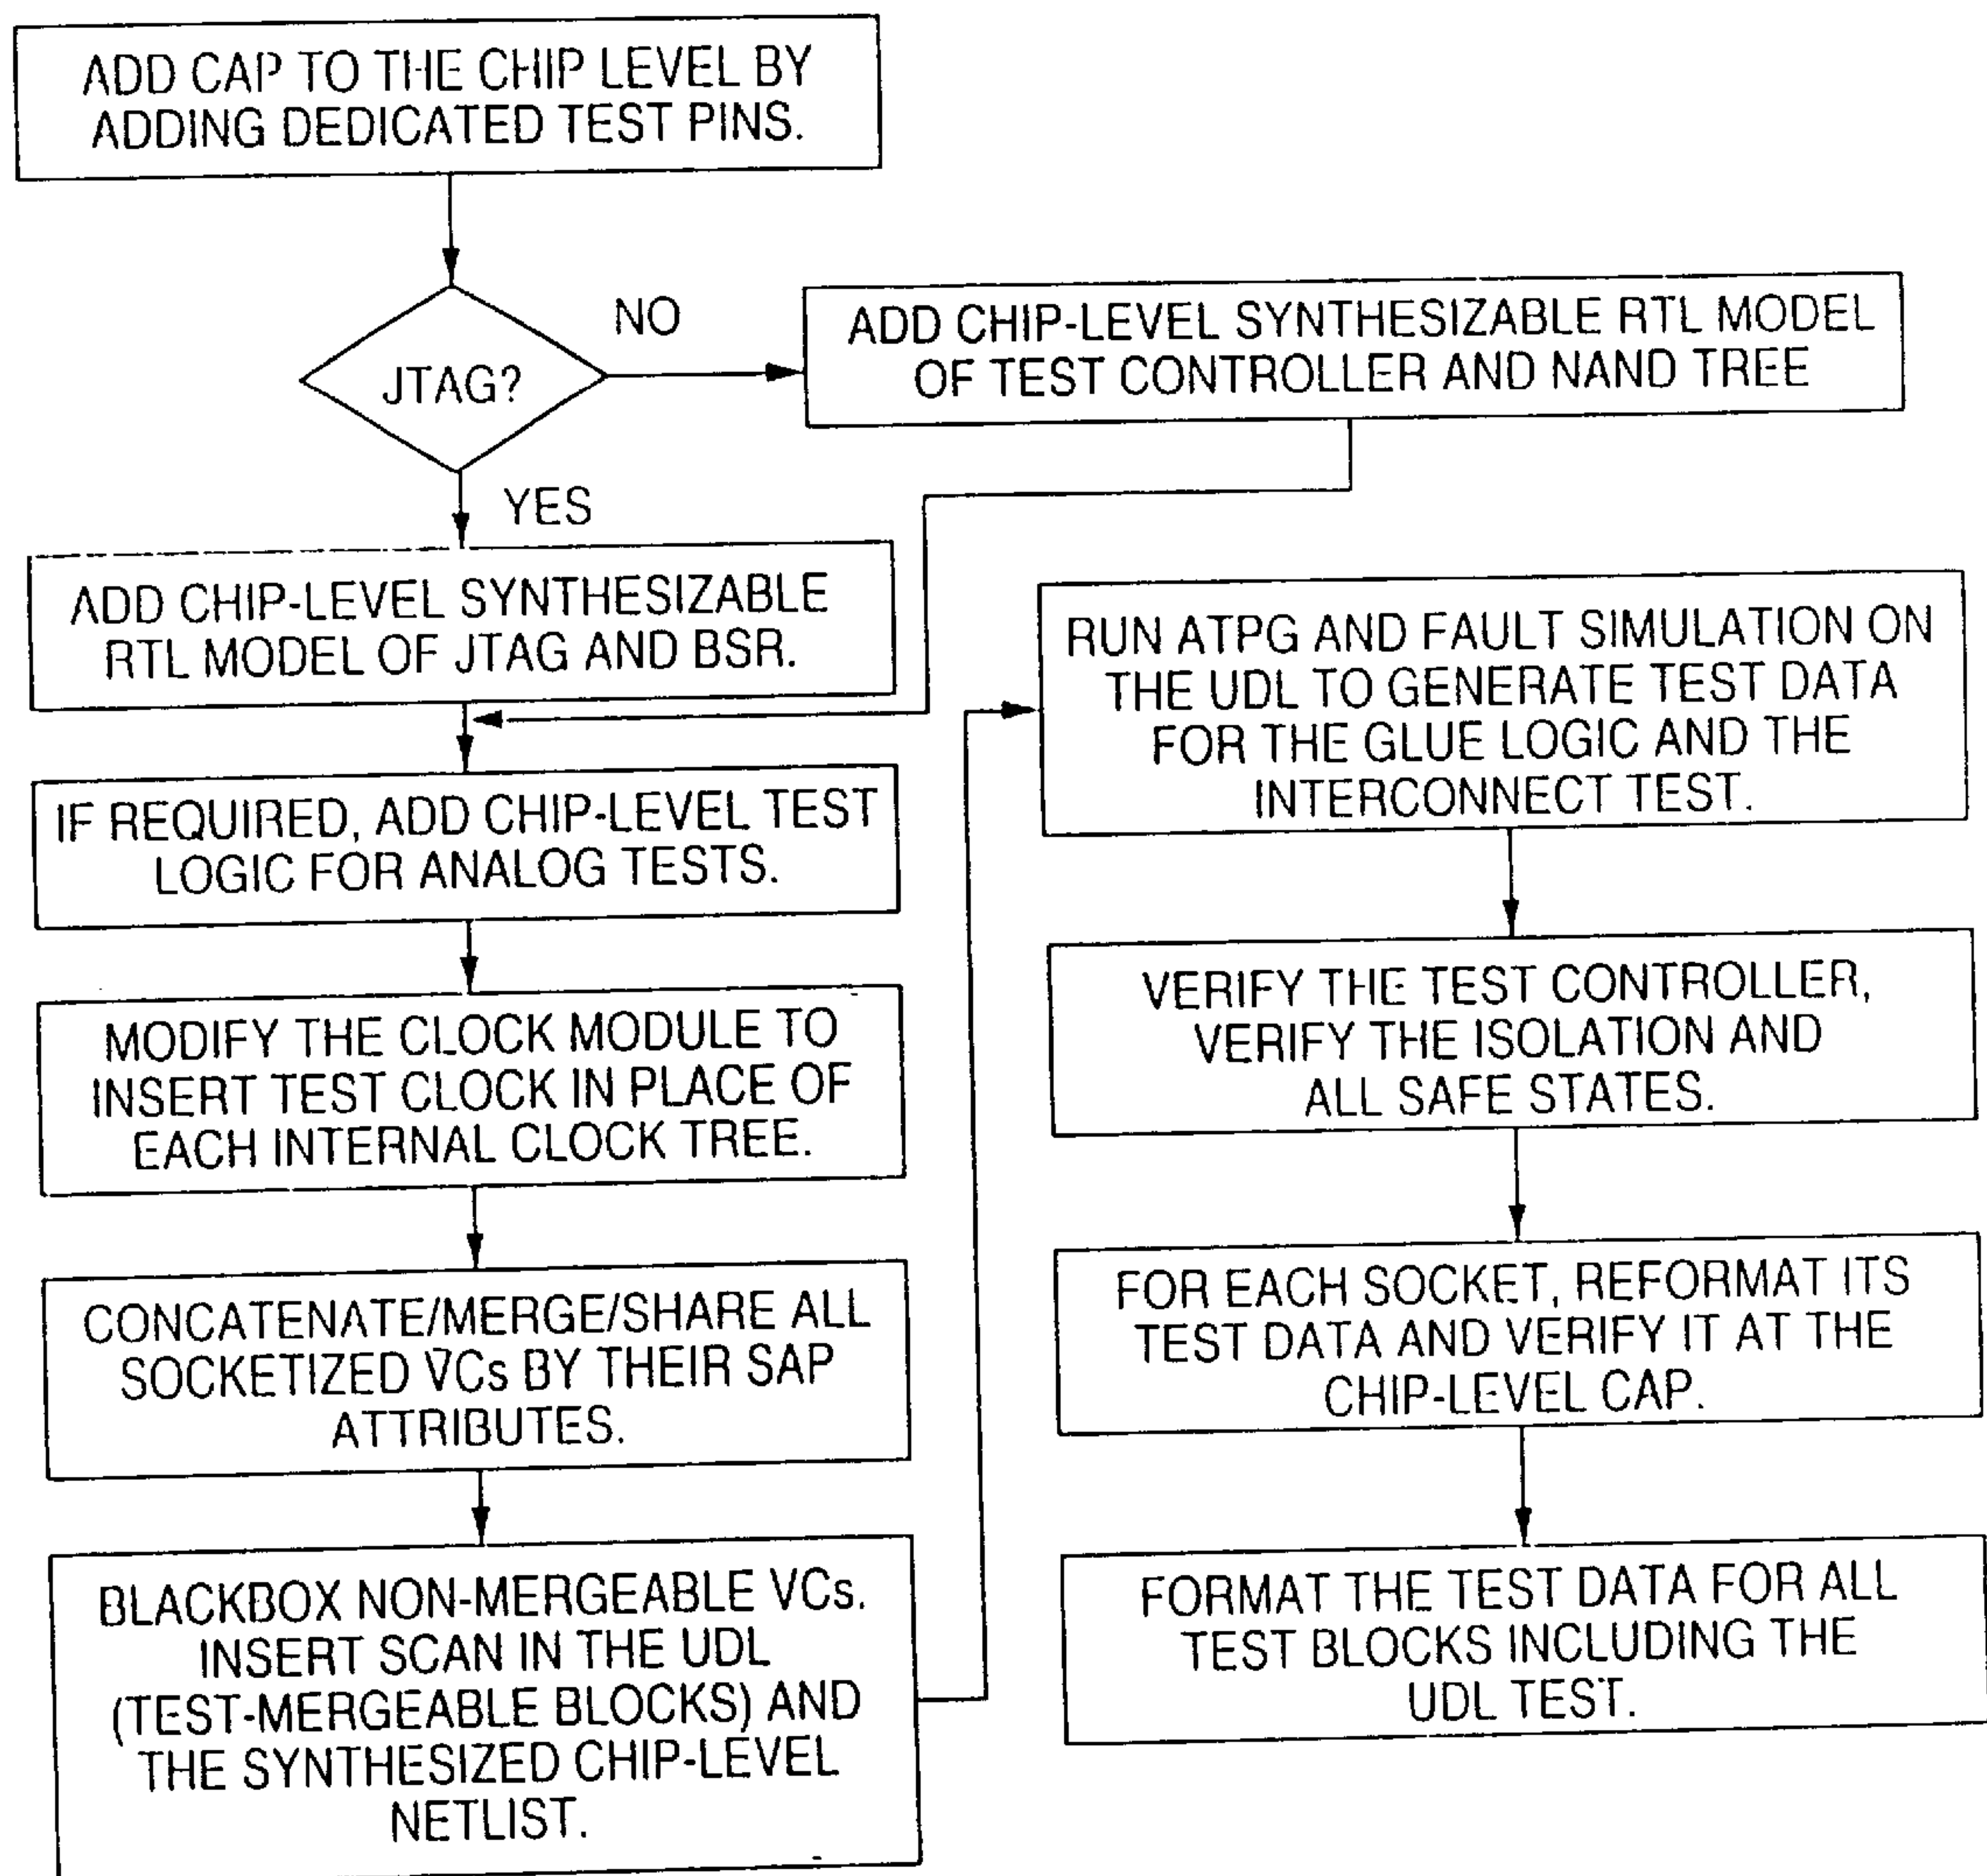 ADD CAP TO THE CHIP LEVEL BY
ADDING DEDICATED TEST PINS.
JTAG?
NO
ADD CHIP-LEVEL SYNTHESIZABLE RTL MODEL
OF TEST CONTROLLER AND NAND TREE
YES
ADD CHIP-LEVEL SYNTHESIZABLE
RTL MODEL OF JTAG AND BSR.
IF REQUIRED, ADD CHIP-LEVEL TEST
LOGIC FOR ANALOG TESTS.
MODIFY THE CLOCK MODULE TO
INSERT TEST CLOCK IN PLACE OF
EACH INTERNAL CLOCK TREE.
CONCATENATE/MERGE/SHARE ALL
SOCKETIZED VCs BY THEIR SAP
ATTRIBUTES.
BLACKBOX NON-MERGEABLE VCs.
INSERT SCAN IN THE UDL
(TEST-MERGEABLE BLOCKS) AND
THE SYNTHESIZED CHIP-LEVEL
NETLIST.
RUN ATPG AND FAULT SIMULATION ON
THE UDL TO GENERATE TEST DATA
FOR THE GLUE LOGIC AND THE
INTERCONNECT TEST.
VERIFY THE TEST CONTROLLER,
VERIFY THE ISOLATION AND
ALL SAFE STATES.
FOR EACH SOCKET, REFORMAT ITS
TEST DATA AND VERIFY IT AT THE
CHIP-LEVEL CAP.
FORMAT THE TEST DATA FOR ALL
TEST BLOCKS INCLUDING THE
UDL TEST.